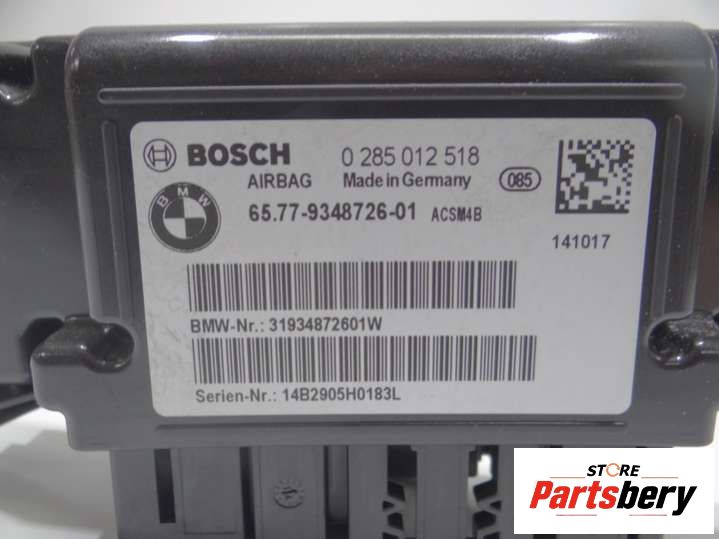 BOSCH 0 285 012 518
AIRBAG Made in Germany 085
BMW
65.77-9348726-01 ACSM4B
141017
BMW-Nr.: 31934872601W
Serien-Nr.: 14B2905H0183L
STORE
Partsbery